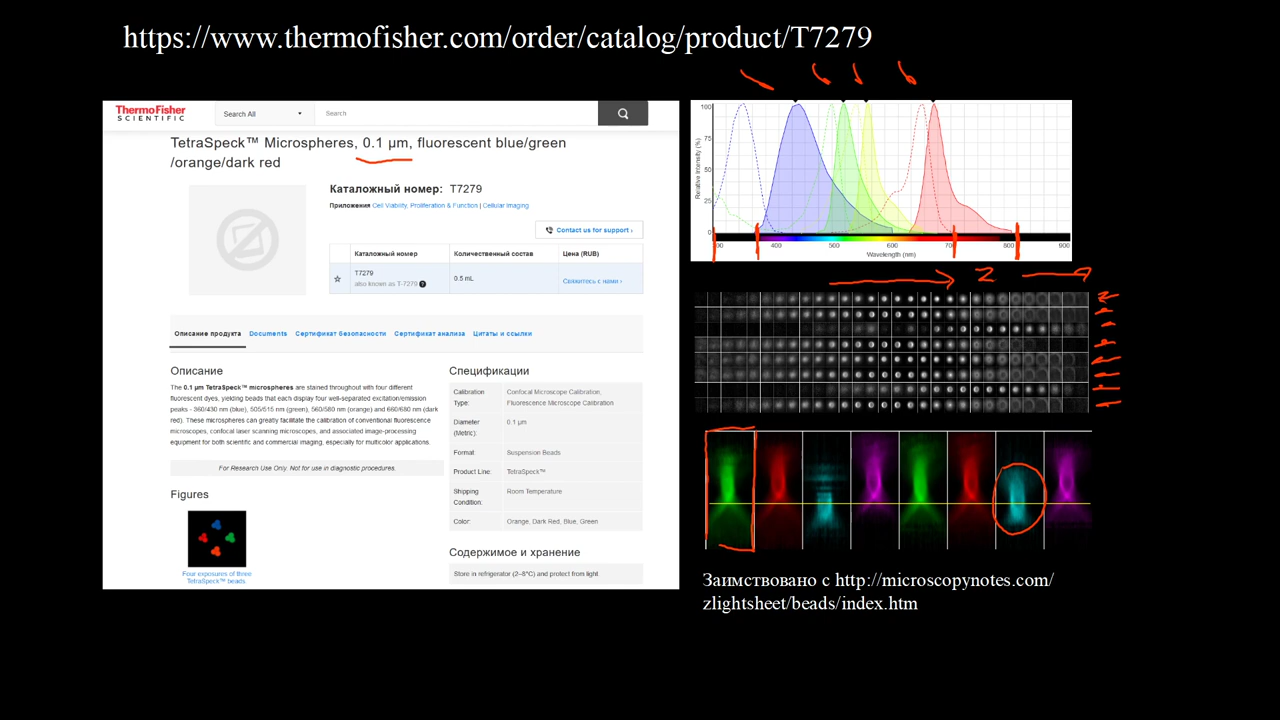 https://www.thermofisher.com/order/catalog/product/T7279
ThermoFisher
SCIENTIFIC
Search All
Search
TetraSpeck™ Microspheres, 0.1 µm, fluorescent blue/green
/orange/dark red
Каталожный номер: T7279
Приложения Cell Viability, Proliferation & Function | Cellular Imaging
Contact us for support ›
Каталожный номер Количественный состав Цена (RUB)
T7279
also known as T-7279 ?
0.5 mL
Свяжитесь с нами ›
Описание продукта Documents Сертификат безопасности Сертификат анализа Цитаты и ссылки
Описание
The 0.1 µm TetraSpeck™ microspheres are stained throughout with four different
fluorescent dyes, yielding beads that each display four well-separated excitation/emission
peaks - 360/430 nm (blue), 505/515 nm (green), 560/580 nm (orange) and 660/680 nm (dark
red). These microspheres can greatly facilitate the calibration of conventional fluorescence
microscopes, confocal laser scanning microscopes, and associated image-processing
equipment for both scientific and commercial imaging, especially for multicolor applications.
For Research Use Only. Not for use in diagnostic procedures.
Figures
Four exposures of three
TetraSpeck™ beads
Спецификации
Calibration
Type:
Confocal Microscope Calibration,
Fluorescence Microscope Calibration
Diameter
(Metric):
0.1 µm
Format: Suspension Beads
Product Line: TetraSpeck™
Shipping
Condition:
Room Temperature
Color: Orange, Dark Red, Blue, Green
Содержимое и хранение
Store in refrigerator (2–8°C) and protect from light
Relative Intensity (%)
100
75
50
25
0
300 400 500 600 700 800 900
Wavelength (nm)
Z
Заимствовано с http://microscopynotes.com/
zlightsheet/beads/index.htm